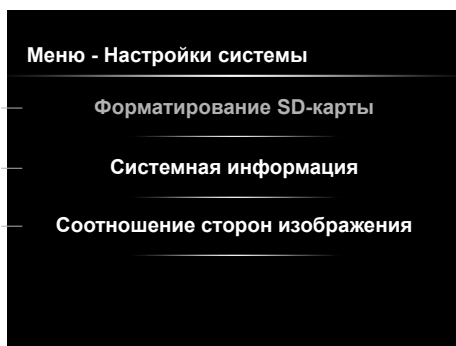 Меню - Настройки системы
Форматирование SD-карты
Системная информация
Соотношение сторон изображения